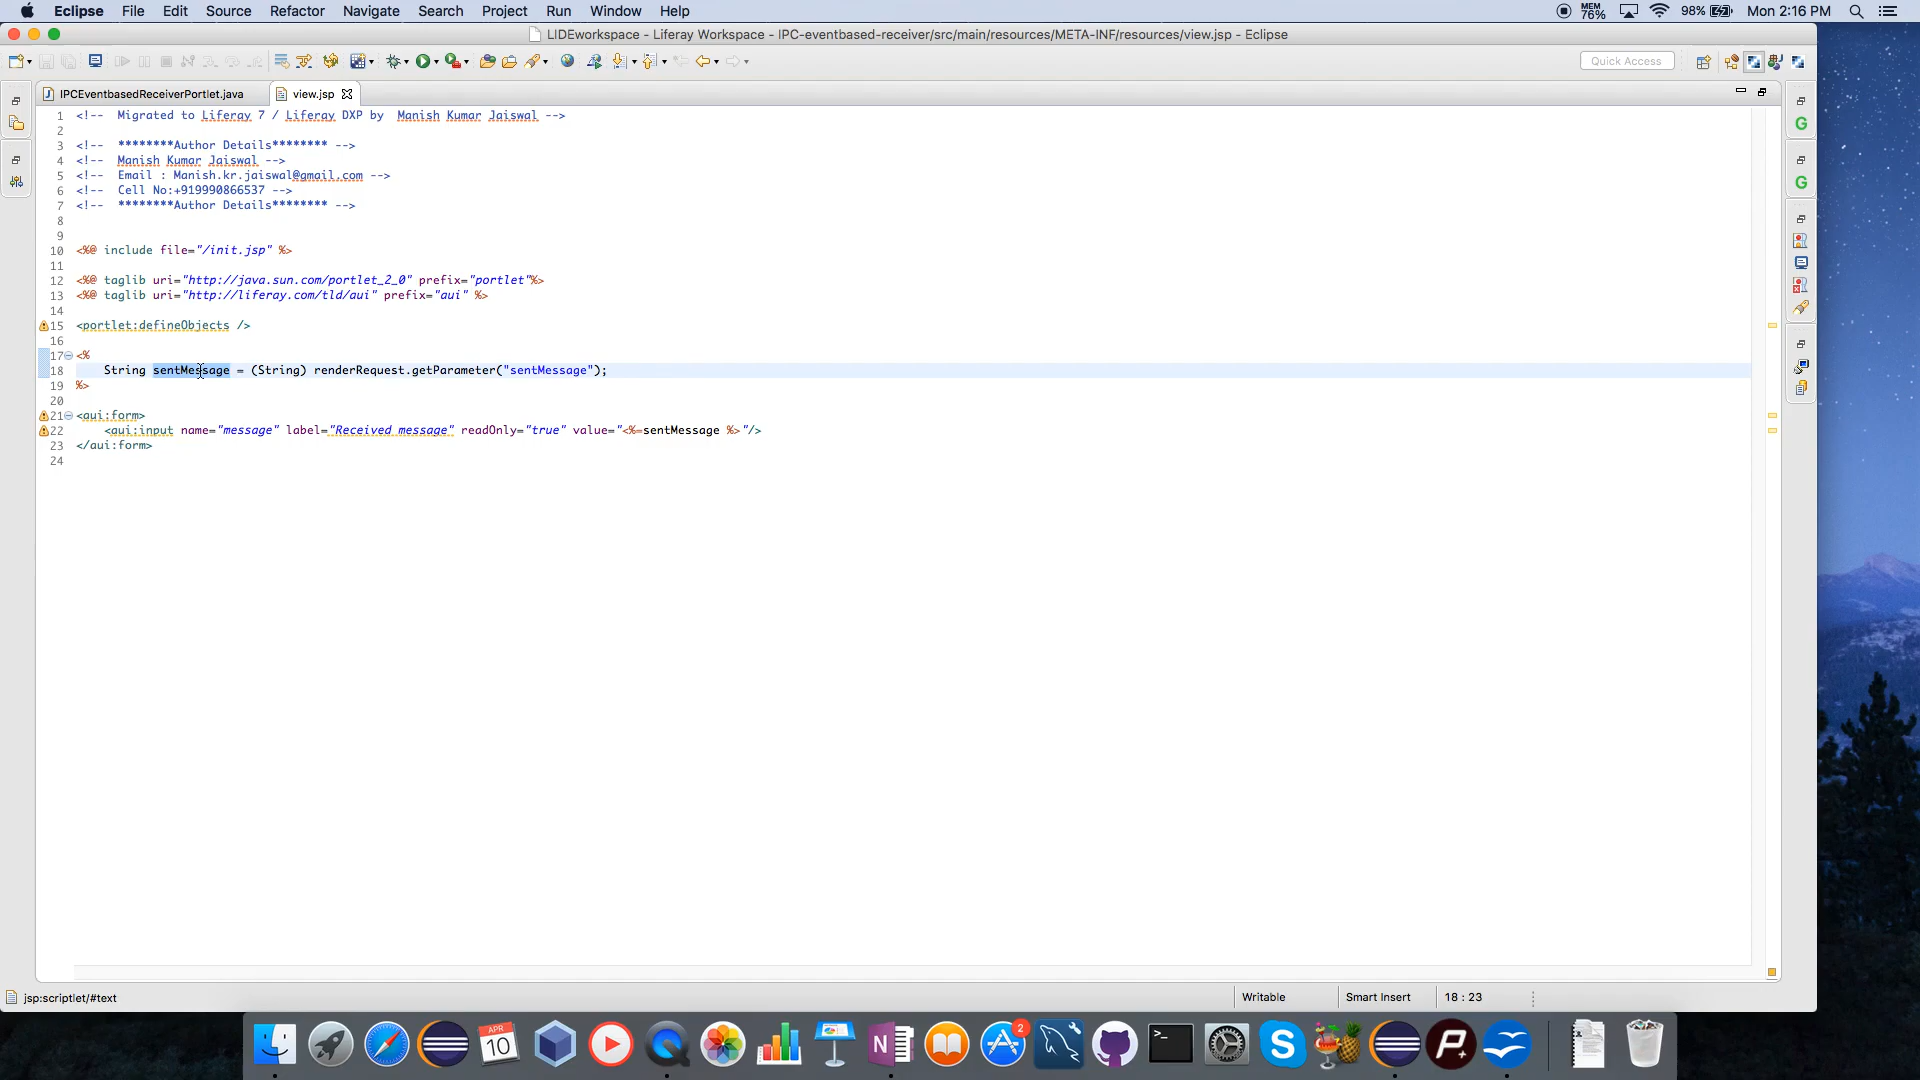 Eclipse File Edit Source Refactor Navigate Search Project Run Window Help MEM 76% 98% Mon 2:16 PM
LIDEworkspace - Liferay Workspace - IPC-eventbased-receiver/src/main/resources/META-INF/resources/view.jsp - Eclipse
Quick Access
IPCEventbasedReceiverPortlet.java view.jsp
1 <!-- Migrated to Liferay 7 / Liferay DXP by Manish Kumar Jaiswal -->
2
3 <!-- ********Author Details******** -->
4 <!-- Manish Kumar Jaiswal -->
5 <!-- Email : Manish.kr.jaiswal@gmail.com -->
6 <!-- Cell No:+919990866537 -->
7 <!-- ********Author Details******** -->
8
9
10 <%@ include file="/init.jsp" %>
11
12 <%@ taglib uri="http://java.sun.com/portlet_2_0" prefix="portlet"%>
13 <%@ taglib uri="http://liferay.com/tld/aui" prefix="aui" %>
14
15 <portlet:defineObjects />
16
17 <%
18 String sentMessage = (String) renderRequest.getParameter("sentMessage");
19 %>
20
21 <aui:form>
22 <aui:input name="message" label="Received message" readOnly="true" value="<%=sentMessage %>"/>
23 </aui:form>
24
G
G
jsp:scriptlet/#text Writable Smart Insert 18 : 23
APR 10 N 2 >_ S P